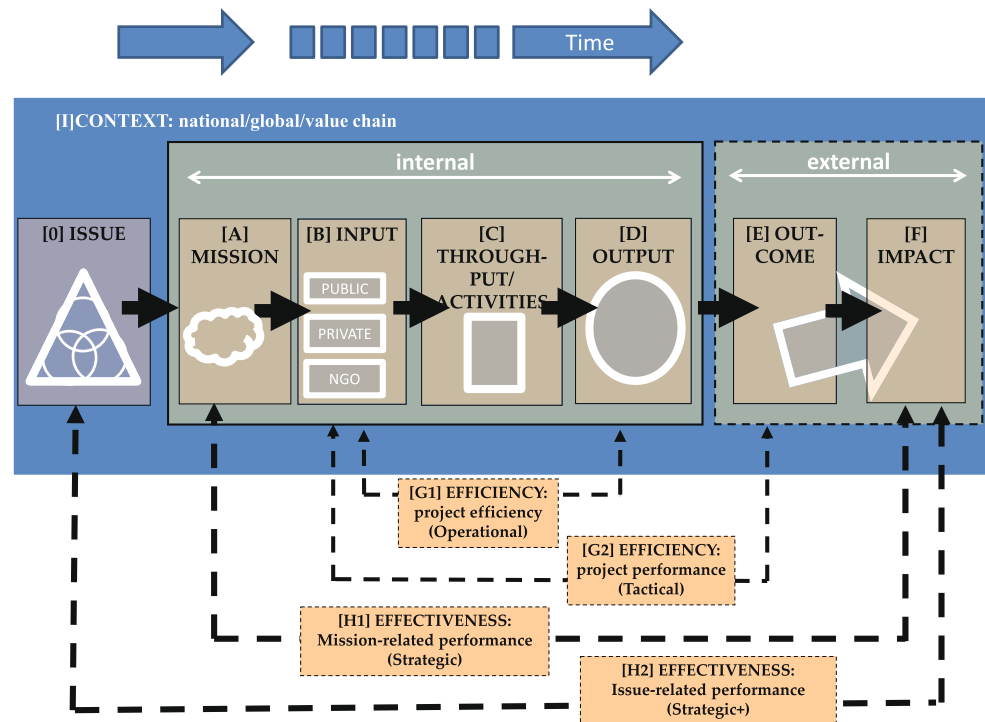 Time
[I]CONTEXT: national/global/value chain
internal
external
[0] ISSUE
[A]
MISSION
[B] INPUT
PUBLIC
PRIVATE
NGO
[C]
THROUGH-
PUT/
ACTIVITIES
[D]
OUTPUT
[E] OUT-
COME
[F]
IMPACT
[G1] EFFICIENCY:
project efficiency
(Operational)
[G2] EFFICIENCY:
project performance
(Tactical)
[H1] EFFECTIVENESS:
Mission-related performance
(Strategic)
[H2] EFFECTIVENESS:
Issue-related performance
(Strategic+)